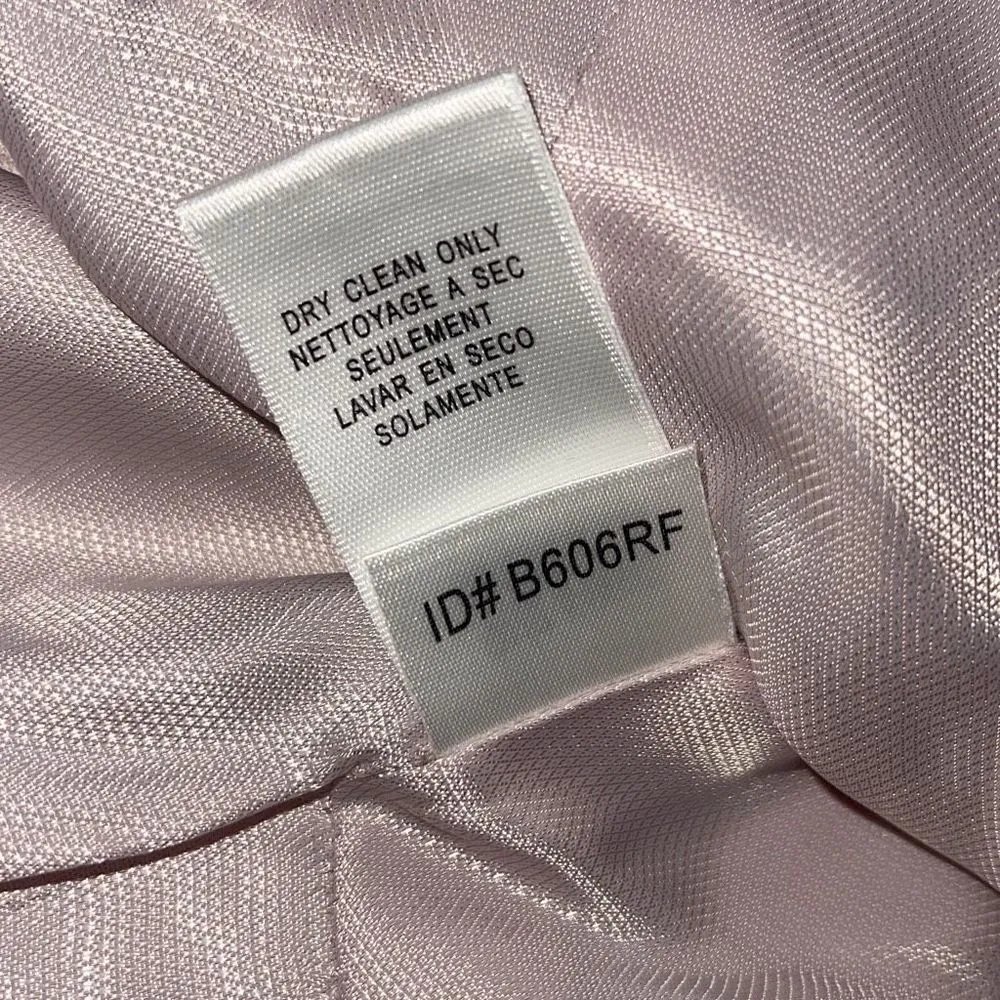 DRY CLEAN ONLY
NETTOYAGE À SEC
SEULEMENT
LAVAR EN SECO
SOLAMENTE
ID# B606RF